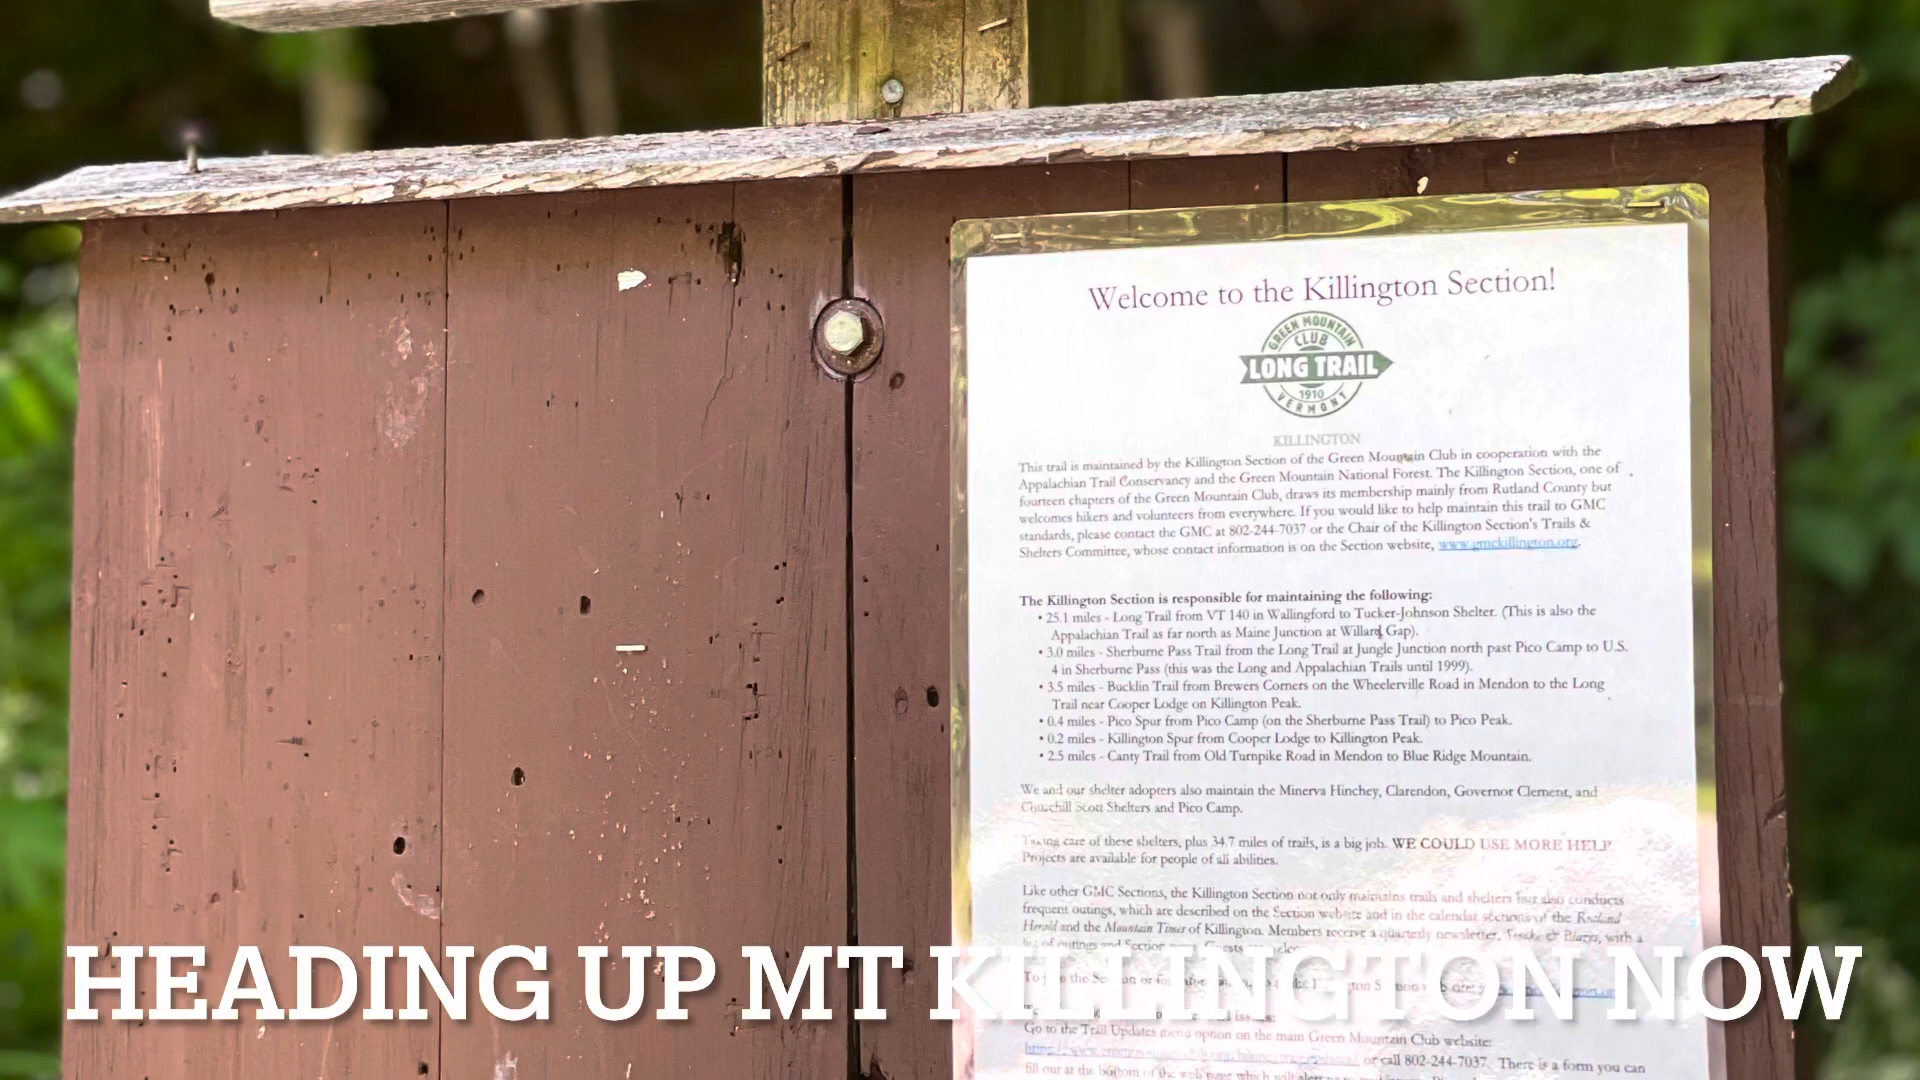 Welcome to the Killington Section!
GREEN MOUNTAIN
CLUB
LONG TRAIL
1910
VERMONT
KILLINGTON
This trail is maintained by the Killington Section of the Green Mountain Club in cooperation with the
Appalachian Trail Conservancy and the Green Mountain National Forest. The Killington Section, one of
fourteen chapters of the Green Mountain Club, draws its membership mainly from Rutland County but
welcomes hikers and volunteers from everywhere. If you would like to help maintain this trail to GMC
standards, please contact the GMC at 802-244-7037 or the Chair of the Killington Section's Trails &
Shelters Committee, whose contact information is on the Section website, www.gmckillington.org.
The Killington Section is responsible for maintaining the following:
• 25.1 miles - Long Trail from VT 140 in Wallingford to Tucker-Johnson Shelter. (This is also the
Appalachian Trail as far north as Maine Junction at Willard Gap).
• 3.0 miles - Sherburne Pass Trail from the Long Trail at Jungle Junction north past Pico Camp to U.S.
4 in Sherburne Pass (this was the Long and Appalachian Trails until 1999).
• 3.5 miles - Bucklin Trail from Brewers Corners on the Wheelerville Road in Mendon to the Long
Trail near Cooper Lodge on Killington Peak.
• 0.4 miles - Pico Spur from Pico Camp (on the Sherburne Pass Trail) to Pico Peak.
• 0.2 miles - Killington Spur from Cooper Lodge to Killington Peak.
• 2.5 miles - Canty Trail from Old Turnpike Road in Mendon to Blue Ridge Mountain.
We and our shelter adopters also maintain the Minerva Hinchey, Clarendon, Governor Clement, and
Churchill Scott Shelters and Pico Camp.
Taking care of these shelters, plus 34.7 miles of trails, is a big job. WE COULD USE MORE HELP.
Projects are available for people of all abilities.
Like other GMC Sections, the Killington Section not only maintains trails and shelters but also conducts
frequent outings, which are described on the Section website and in the calendar sections of the Rutland
Herald and the Mountain Times of Killington. Members receive a quarterly newsletter, Smoke & Blazes, with a
list of outings and Section
HEADING UP MT KILLINGTON NOW
Go to the Trail Updates menu option on the main Green Mountain Club website:
or call 802-244-7037. There is a form you can
fill out at the bottom of the web page which will